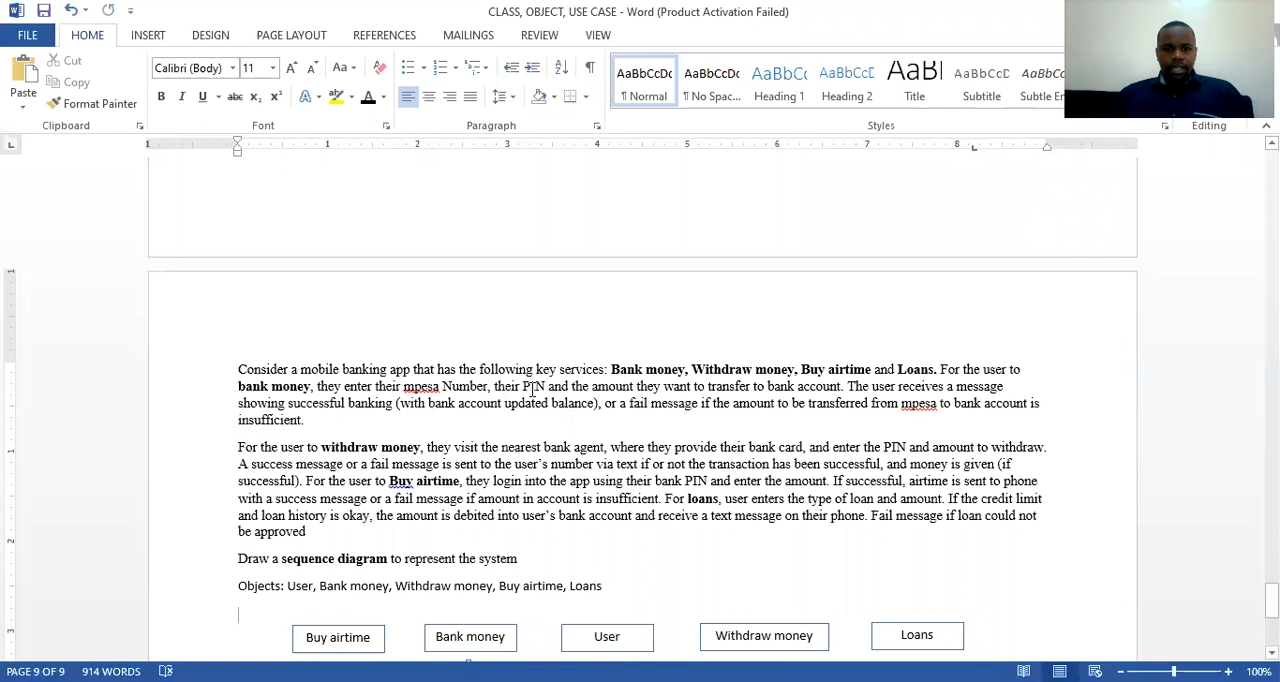 CLASS, OBJECT, USE CASE - Word (Product Activation Failed)
FILE HOME INSERT DESIGN PAGE LAYOUT REFERENCES MAILINGS REVIEW VIEW
Paste
Cut
Copy
Format Painter
Calibri (Body) 11
AaBbCcDc AaBbCcDc AaBbCc AaBbCcC AaBbCcD
¶ Normal ¶ No Spac... Heading 1 Heading 2 Title Subtitle Subtle Em
Clipboard Font Paragraph Styles Editing
1 1 2 3 4 5 6 7 8
Consider a mobile banking app that has the following key services: Bank money, Withdraw money, Buy airtime and Loans. For the user to
bank money, they enter their mpesa Number, their PIN and the amount they want to transfer to bank account. The user receives a message
showing successful banking (with bank account updated balance), or a fail message if the amount to be transferred from mpesa to bank account is
insufficient.
For the user to withdraw money, they visit the nearest bank agent, where they provide their bank card, and enter the PIN and amount to withdraw.
A success message or a fail message is sent to the user's number via text if or not the transaction has been successful, and money is given (if
successful). For the user to Buy airtime, they login into the app using their bank PIN and enter the amount. If successful, airtime is sent to phone
with a success message or a fail message if amount in account is insufficient. For loans, user enters the type of loan and amount. If the credit limit
and loan history is okay, the amount is debited into user's bank account and receive a text message on their phone. Fail message if loan could not
be approved
Draw a sequence diagram to represent the system
Objects: User, Bank money, Withdraw money, Buy airtime, Loans
Buy airtime Bank money User Withdraw money Loans
PAGE 9 OF 9 914 WORDS 100%